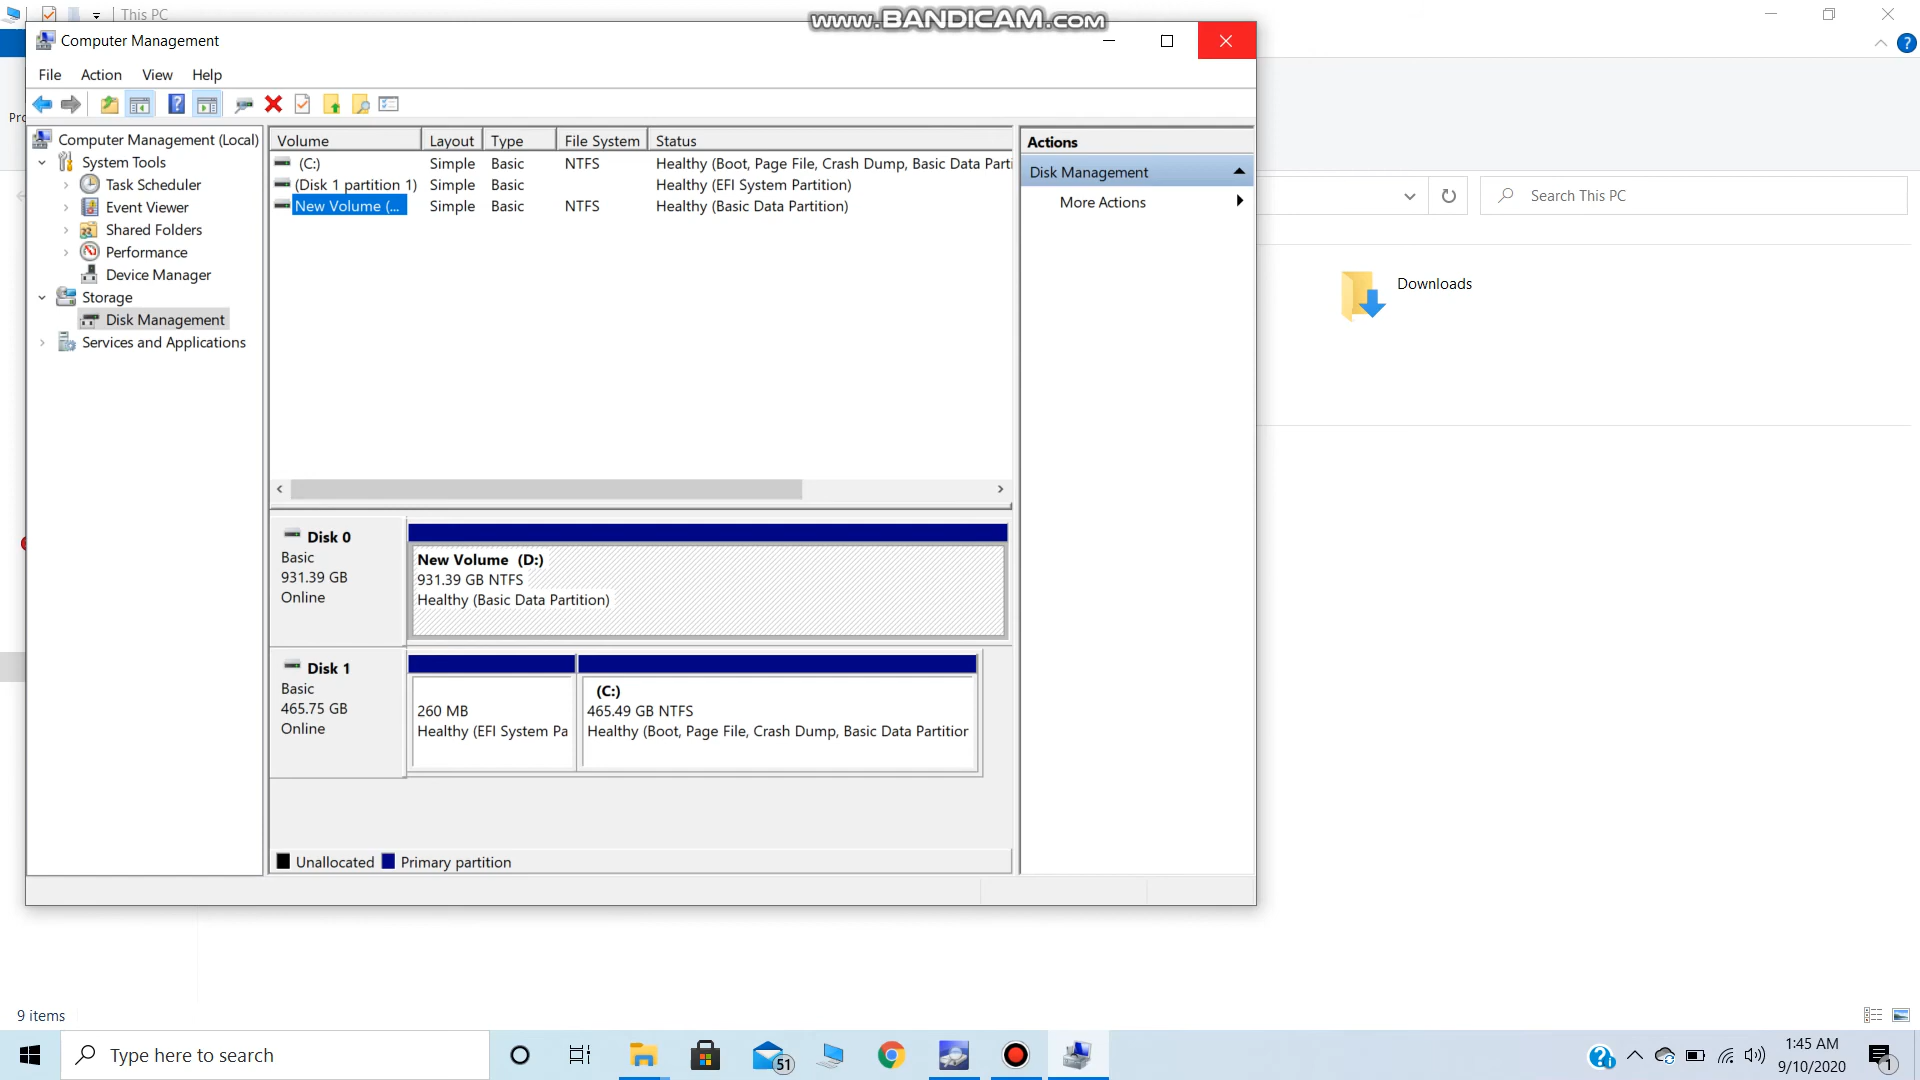 This PC
www.BANDICAM.com
Computer Management
File Action View Help
Computer Management (Local)
System Tools
Task Scheduler
Event Viewer
Shared Folders
Performance
Device Manager
Storage
Disk Management
Services and Applications
Volume Layout Type File System Status
(C:) Simple Basic NTFS Healthy (Boot, Page File, Crash Dump, Basic Data Parti
(Disk 1 partition 1) Simple Basic Healthy (EFI System Partition)
New Volume (... Simple Basic NTFS Healthy (Basic Data Partition)
Disk 0
Basic
931.39 GB
Online
New Volume (D:)
931.39 GB NTFS
Healthy (Basic Data Partition)
Disk 1
Basic
465.75 GB
Online
260 MB
Healthy (EFI System Pa
(C:)
465.49 GB NTFS
Healthy (Boot, Page File, Crash Dump, Basic Data Partition
Unallocated Primary partition
Actions
Disk Management
More Actions
Search This PC
Downloads
9 items
Type here to search
51
1:45 AM
9/10/2020
1